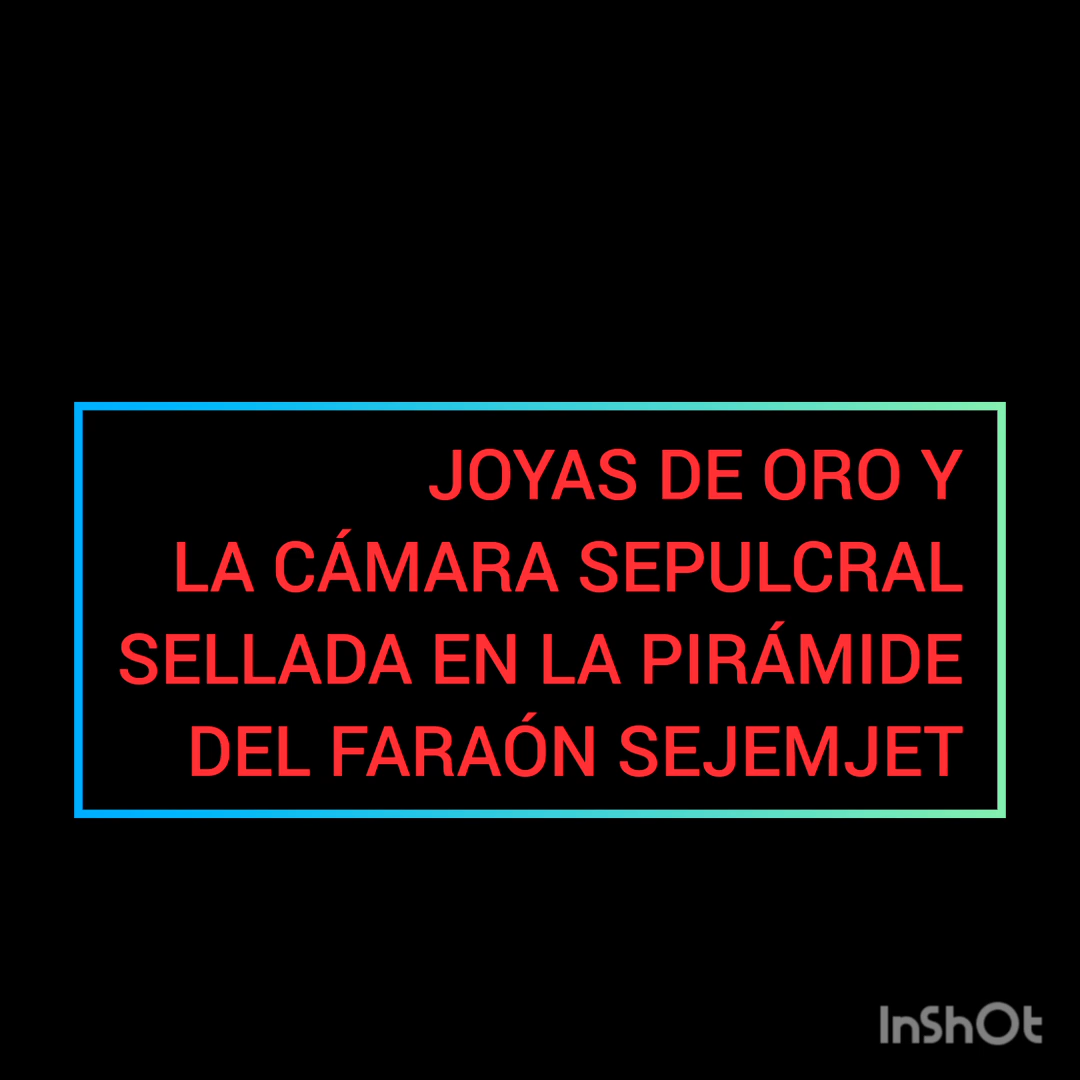 JOYAS DE ORO Y
LA CÁMARA SEPULCRAL
SELLADA EN LA PIRÁMIDE
DEL FARAÓN SEJEMJET
InShOt